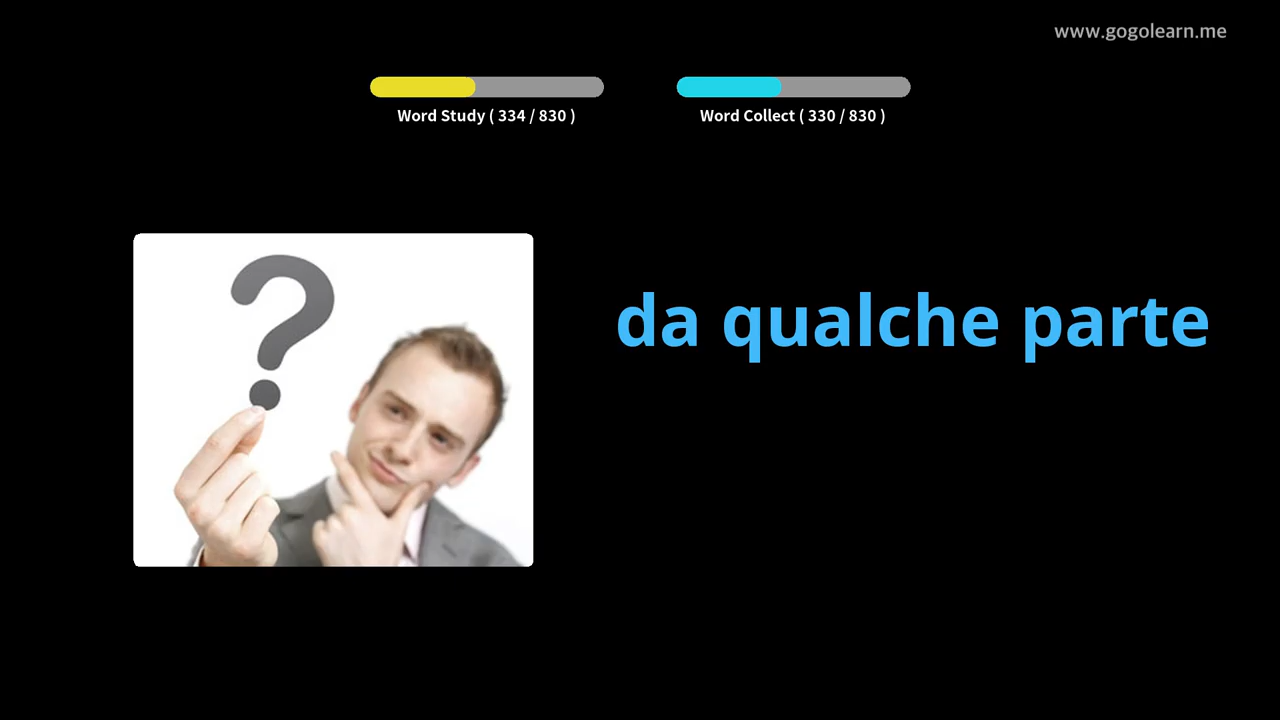 www.gogolearn.me
Word Study ( 334 / 830 )
Word Collect ( 330 / 830 )
?
da qualche parte